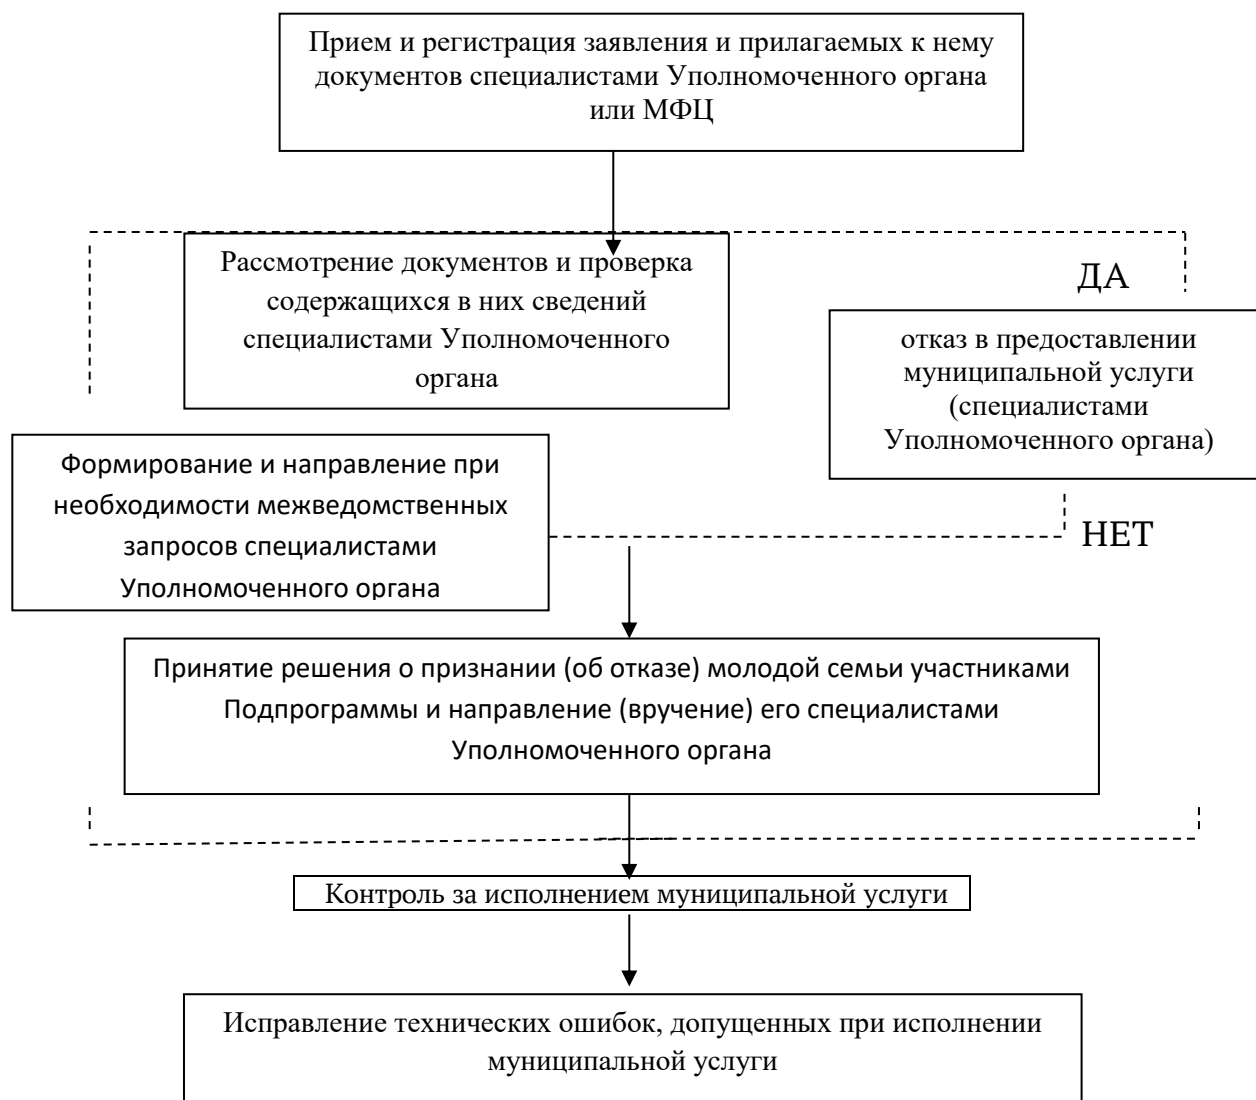 Прием и регистрация заявления и прилагаемых к нему
документов специалистами Уполномоченного органа
или МФЦ
Рассмотрение документов и проверка
содержащихся в них сведений
специалистами Уполномоченного
органа
ДА
отказ в предоставлении
муниципальной услуги
(специалистами
Уполномоченного органа)
Формирование и направление при
необходимости межведомственных
запросов специалистами
Уполномоченного органа
НЕТ
Принятие решения о признании (об отказе) молодой семьи участниками
Подпрограммы и направление (вручение) его специалистами
Уполномоченного органа
Контроль за исполнением муниципальной услуги
Исправление технических ошибок, допущенных при исполнении
муниципальной услуги